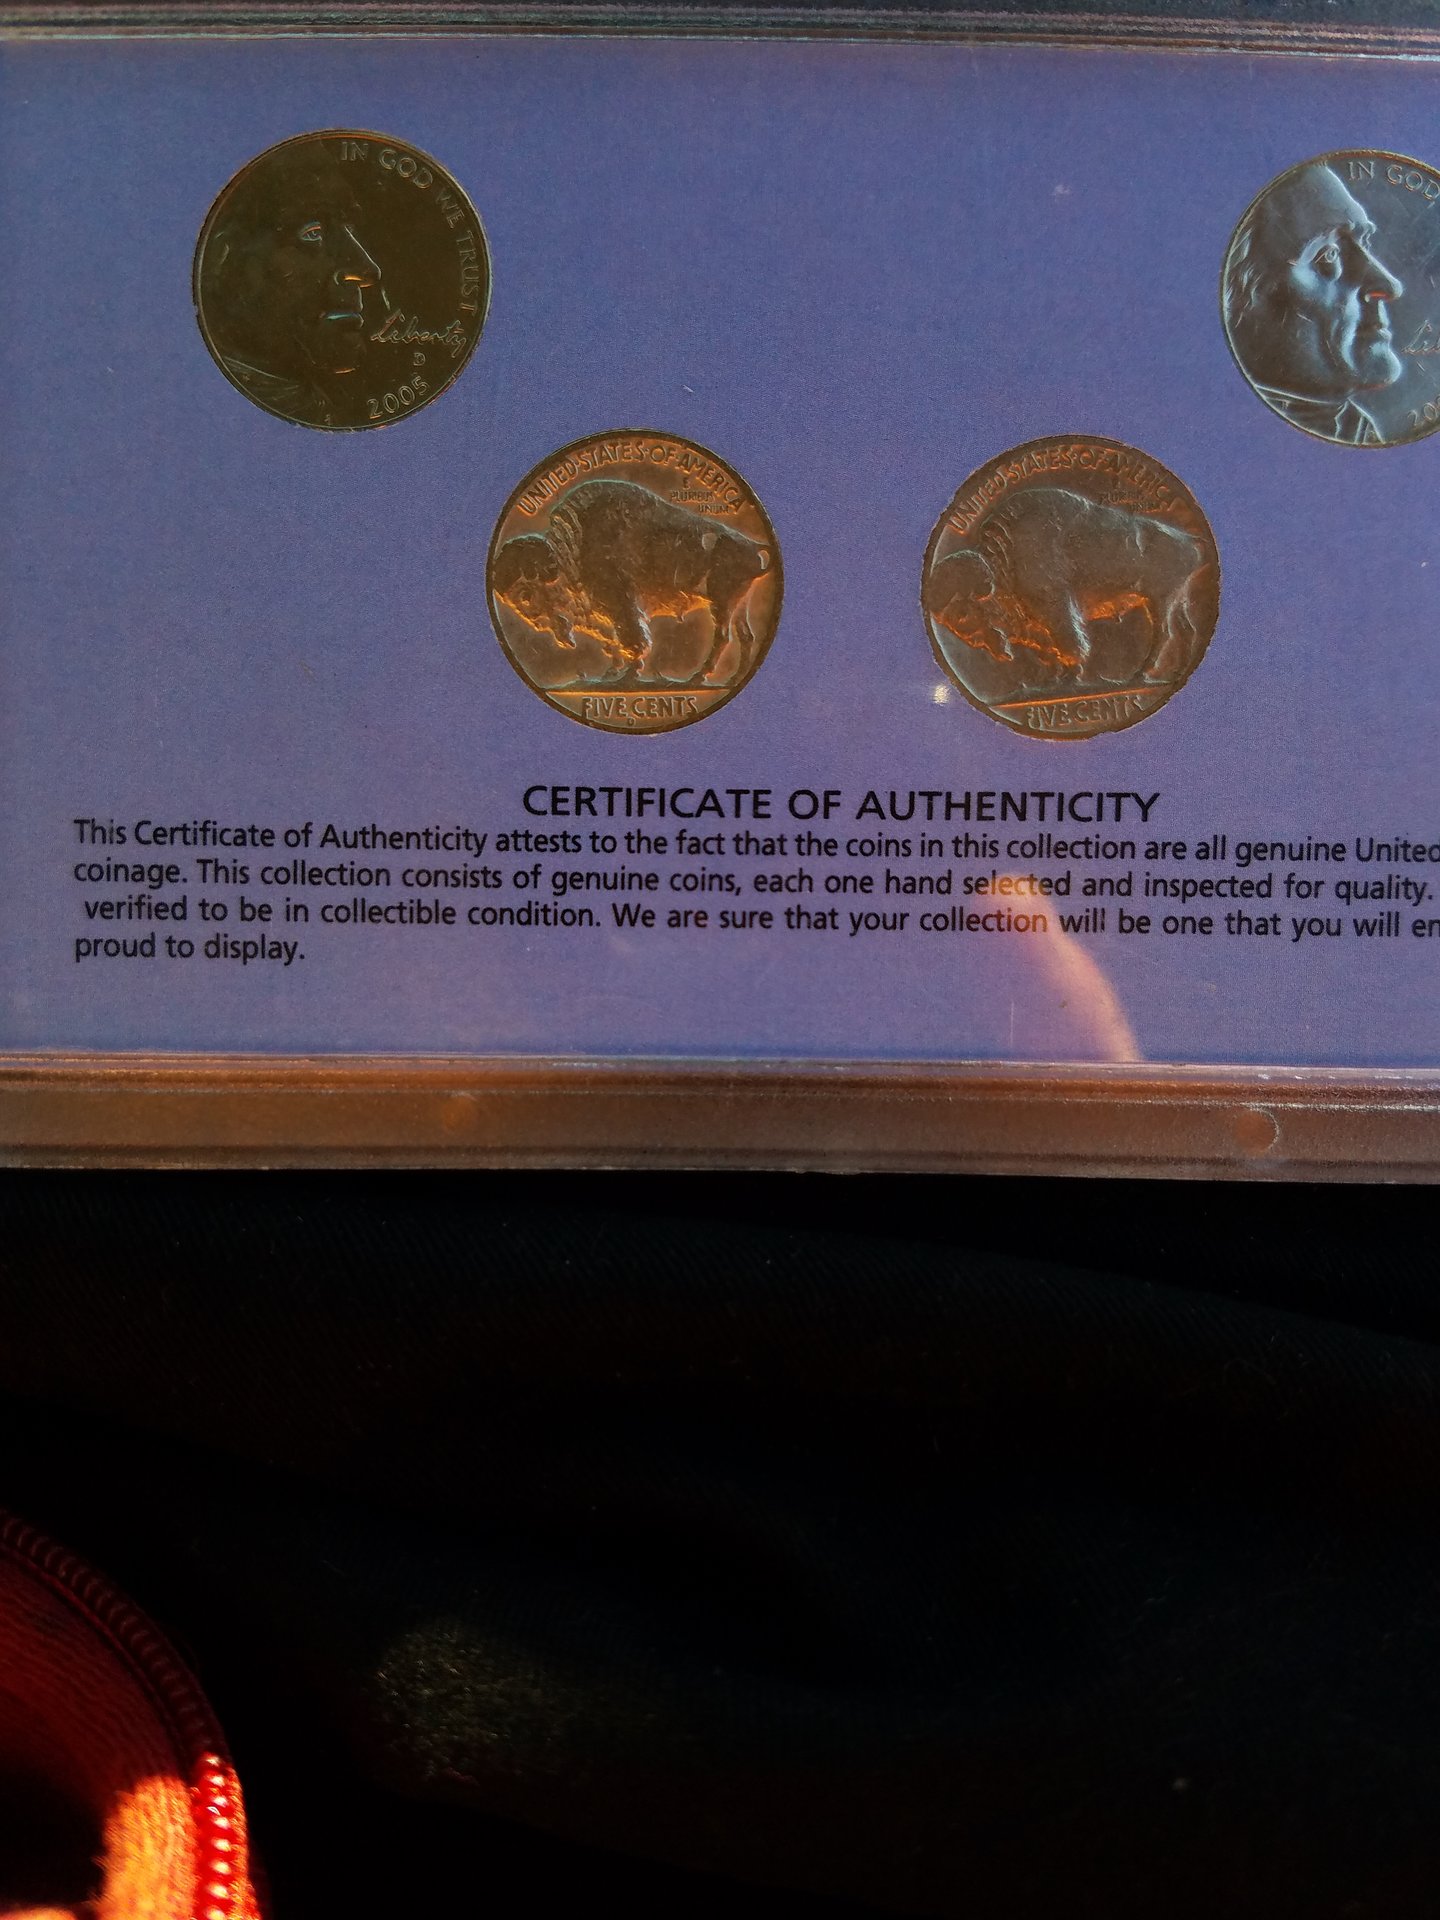 IN GOD WE TRUST
Liberty
D
2005
IN GOD
UNITED·STATES·OF·AMERICA
E
PLURIBUS
UNUM
FIVE CENTS
D
UNITED·STATES·OF·AMERICA
E
PLURIBUS
UNUM
FIVE CENTS
CERTIFICATE OF AUTHENTICITY
This Certificate of Authenticity attests to the fact that the coins in this collection are all genuine United
coinage. This collection consists of genuine coins, each one hand selected and inspected for quality.
verified to be in collectible condition. We are sure that your collection will be one that you will en
proud to display.